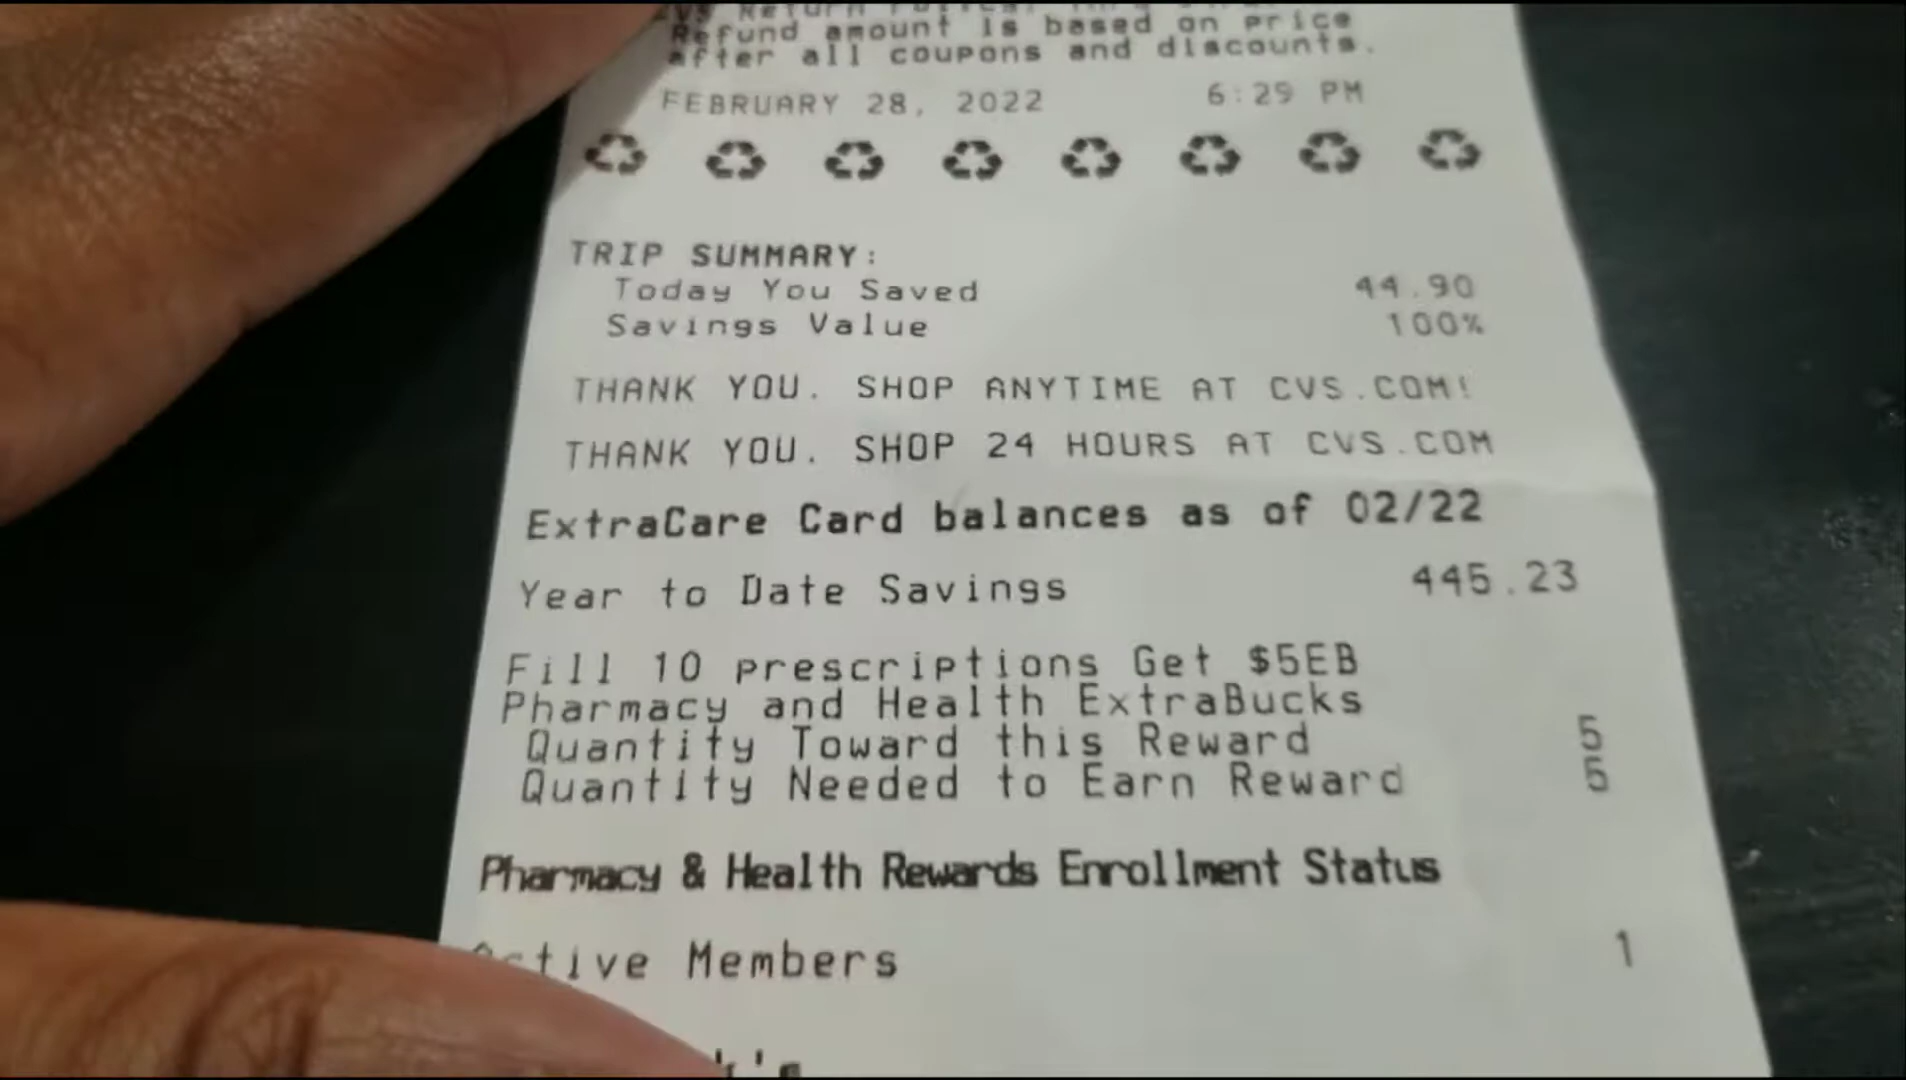 Refund amount is based on price
after all coupons and discounts.
FEBRUARY 28, 2022 6:29 PM
TRIP SUMMARY:
Today You Saved 44.90
Savings Value 100%
THANK YOU. SHOP ANYTIME AT CVS.COM!
THANK YOU. SHOP 24 HOURS AT CVS.COM
ExtraCare Card balances as of 02/22
Year to Date Savings 445.23
Fill 10 prescriptions Get $5EB
Pharmacy and Health ExtraBucks
Quantity Toward this Reward 5
Quantity Needed to Earn Reward 5
Pharmacy & Health Rewards Enrollment Status
Active Members 1